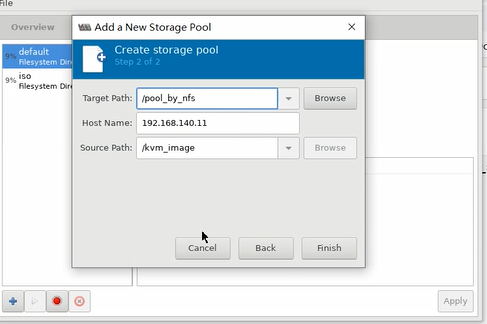 File
Add a New Storage Pool
Overview
Create storage pool
Step 2 of 2
9% default
Filesystem Dire
9% iso
Filesystem Dire
Target Path: /pool_by_nfs Browse
Host Name: 192.168.140.11
Source Path: /kvm_image Browse
Cancel Back Finish
Apply